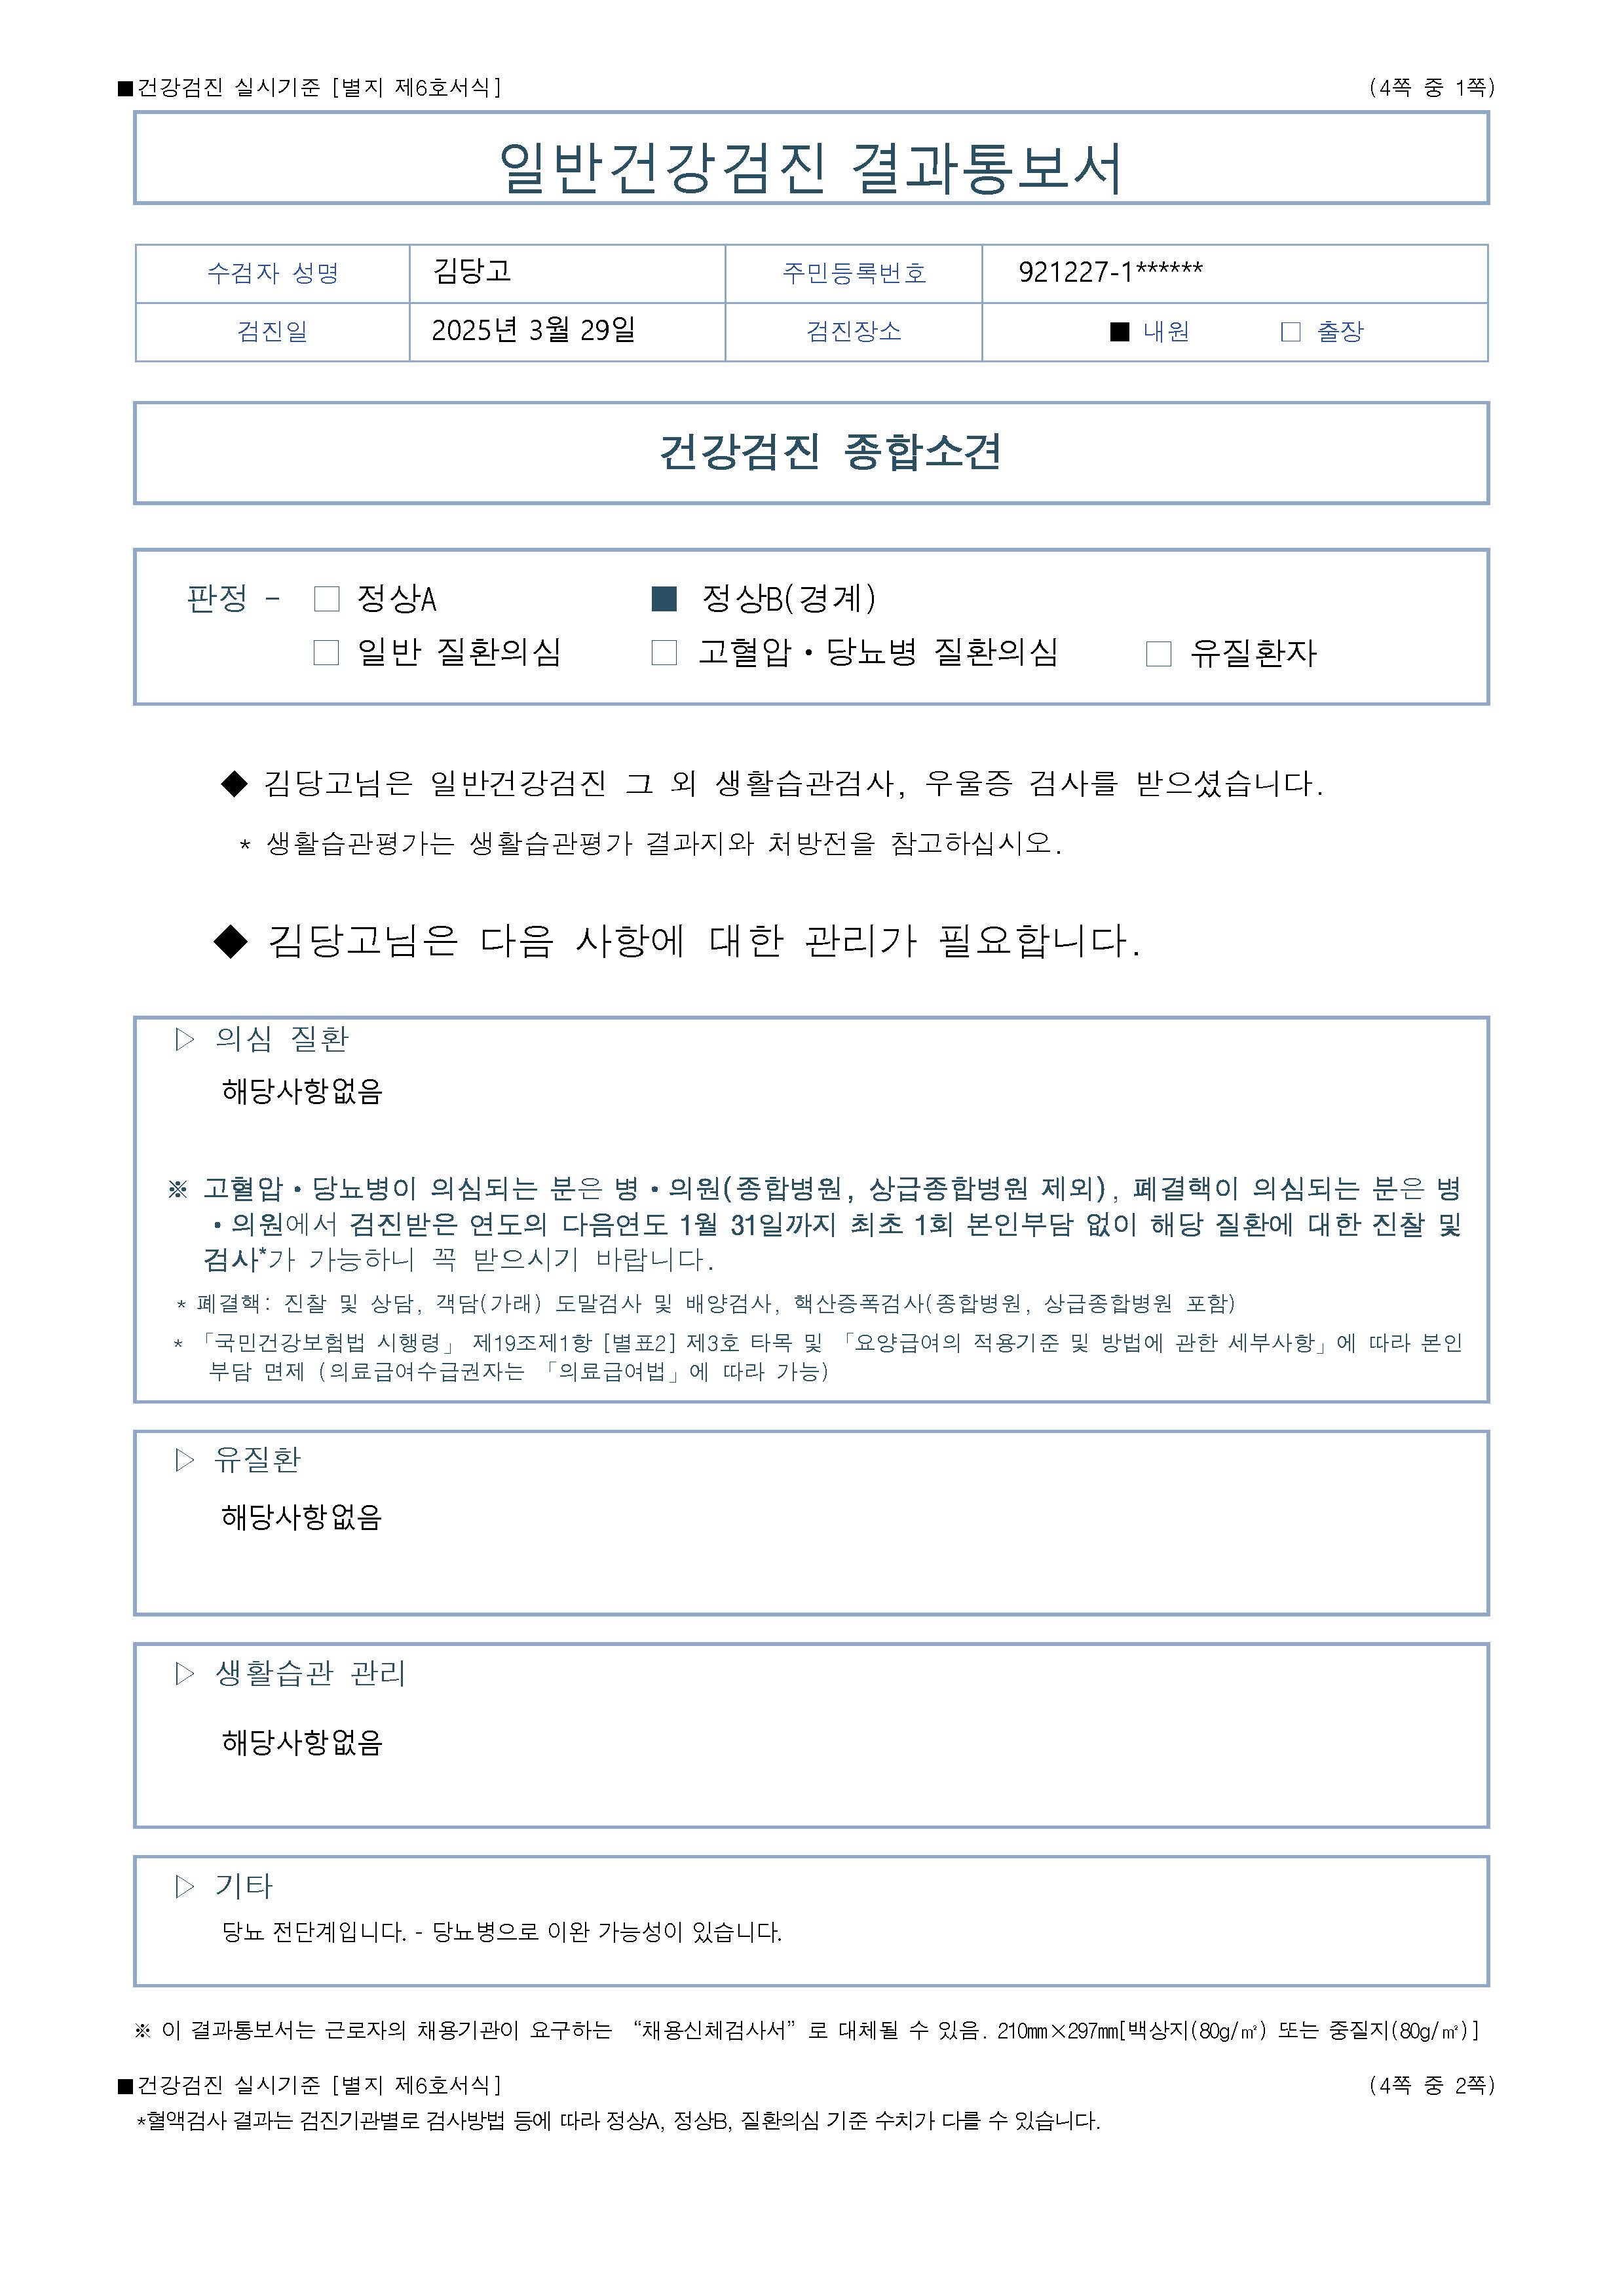 ■건강검진 실시기준 [별지 제6호서식] (4쪽 중 1쪽)
일반건강검진 결과통보서
수검자 성명 김당고 주민등록번호 921227-1******
검진일 2025년 3월 29일 검진장소 ■ 내원 □ 출장
건강검진 종합소견
판정 - □ 정상A ■ 정상B(경계)
□ 일반 질환의심 □ 고혈압·당뇨병 질환의심 □ 유질환자
◆ 김당고님은 일반건강검진 그 외 생활습관검사, 우울증 검사를 받으셨습니다.
* 생활습관평가는 생활습관평가 결과지와 처방전을 참고하십시오.
◆ 김당고님은 다음 사항에 대한 관리가 필요합니다.
▷ 의심 질환
해당사항없음
※ 고혈압·당뇨병이 의심되는 분은 병·의원(종합병원, 상급종합병원 제외), 폐결핵이 의심되는 분은 병
·의원에서 검진받은 연도의 다음연도 1월 31일까지 최초 1회 본인부담 없이 해당 질환에 대한 진찰 및
검사*가 가능하니 꼭 받으시기 바랍니다.
* 폐결핵: 진찰 및 상담, 객담(가래) 도말검사 및 배양검사, 핵산증폭검사(종합병원, 상급종합병원 포함)
* 「국민건강보험법 시행령」 제19조제1항 [별표2] 제3호 타목 및 「요양급여의 적용기준 및 방법에 관한 세부사항」에 따라 본인
부담 면제 (의료급여수급권자는 「의료급여법」에 따라 가능)
▷ 유질환
해당사항없음
▷ 생활습관 관리
해당사항없음
▷ 기타
당뇨 전단계입니다. - 당뇨병으로 이완 가능성이 있습니다.
※ 이 결과통보서는 근로자의 채용기관이 요구하는 “채용신체검사서”로 대체될 수 있음. 210㎜×297㎜[백상지(80g/㎡) 또는 중질지(80g/㎡)]
■건강검진 실시기준 [별지 제6호서식] (4쪽 중 2쪽)
*혈액검사 결과는 검진기관별로 검사방법 등에 따라 정상A, 정상B, 질환의심 기준 수치가 다를 수 있습니다.